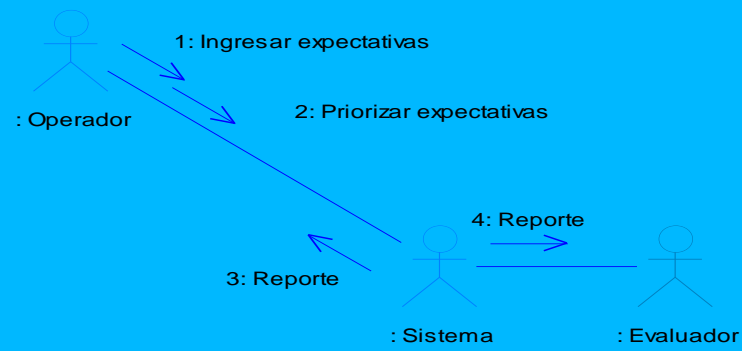 1: Ingresar expectativas
2: Priorizar expectativas
: Operador
4: Reporte
3: Reporte
: Sistema
: Evaluador